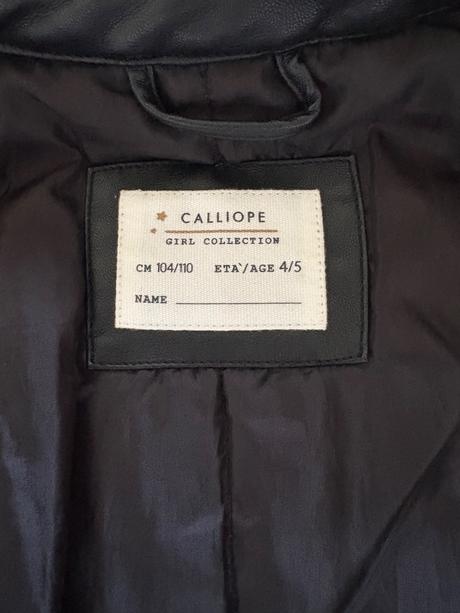 CALLIOPE
GIRL COLLECTION
CM 104/110 ETA`/AGE 4/5
NAME